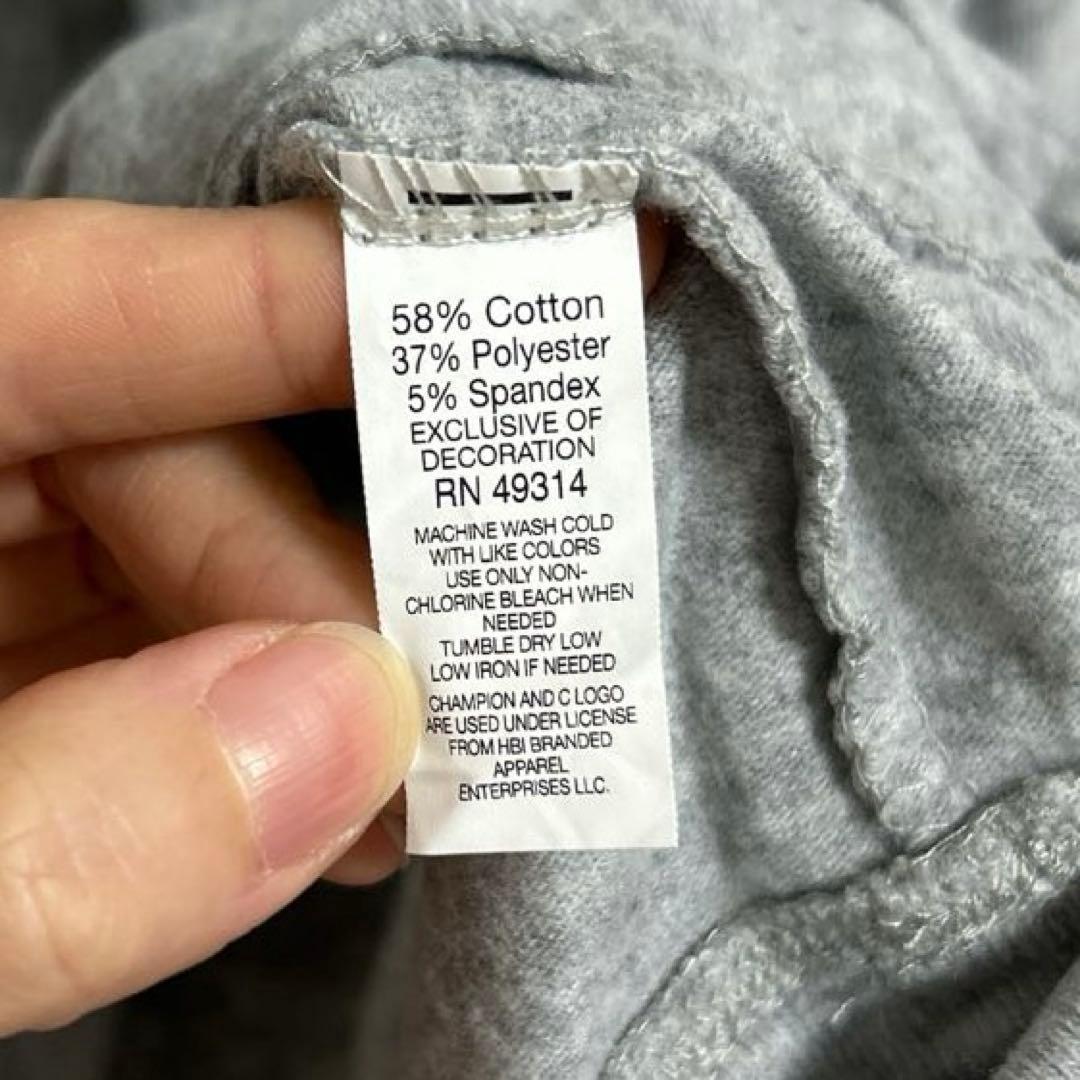 58% Cotton
37% Polyester
5% Spandex
EXCLUSIVE OF
DECORATION
RN 49314
MACHINE WASH COLD
WITH LIKE COLORS
USE ONLY NON-
CHLORINE BLEACH WHEN
NEEDED
TUMBLE DRY LOW
LOW IRON IF NEEDED
CHAMPION AND C LOGO
ARE USED UNDER LICENSE
FROM HBI BRANDED
APPAREL
ENTERPRISES LLC.